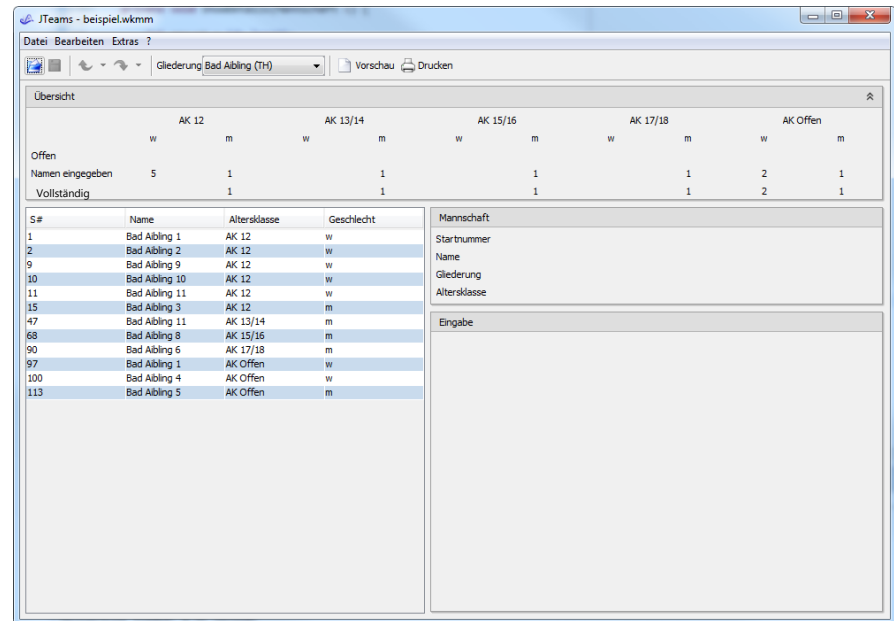 JTeams - beispiel.wkmm
Datei Bearbeiten Extras ?
Gliederung Bad Aibling (TH) Vorschau Drucken
Übersicht
AK 12 AK 13/14 AK 15/16 AK 17/18 AK Offen
w m w m w m w m w m
Offen
Namen eingegeben 5 1 1 1 1 2 1
Vollständig 1 1 1 1 2 1
S# Name Altersklasse Geschlecht
1 Bad Aibling 1 AK 12 w
2 Bad Aibling 2 AK 12 w
9 Bad Aibling 9 AK 12 w
10 Bad Aibling 10 AK 12 w
11 Bad Aibling 11 AK 12 w
15 Bad Aibling 3 AK 12 m
47 Bad Aibling 11 AK 13/14 m
68 Bad Aibling 8 AK 15/16 m
90 Bad Aibling 6 AK 17/18 m
97 Bad Aibling 1 AK Offen w
100 Bad Aibling 4 AK Offen w
113 Bad Aibling 5 AK Offen m
Mannschaft
Startnummer
Name
Gliederung
Altersklasse
Eingabe